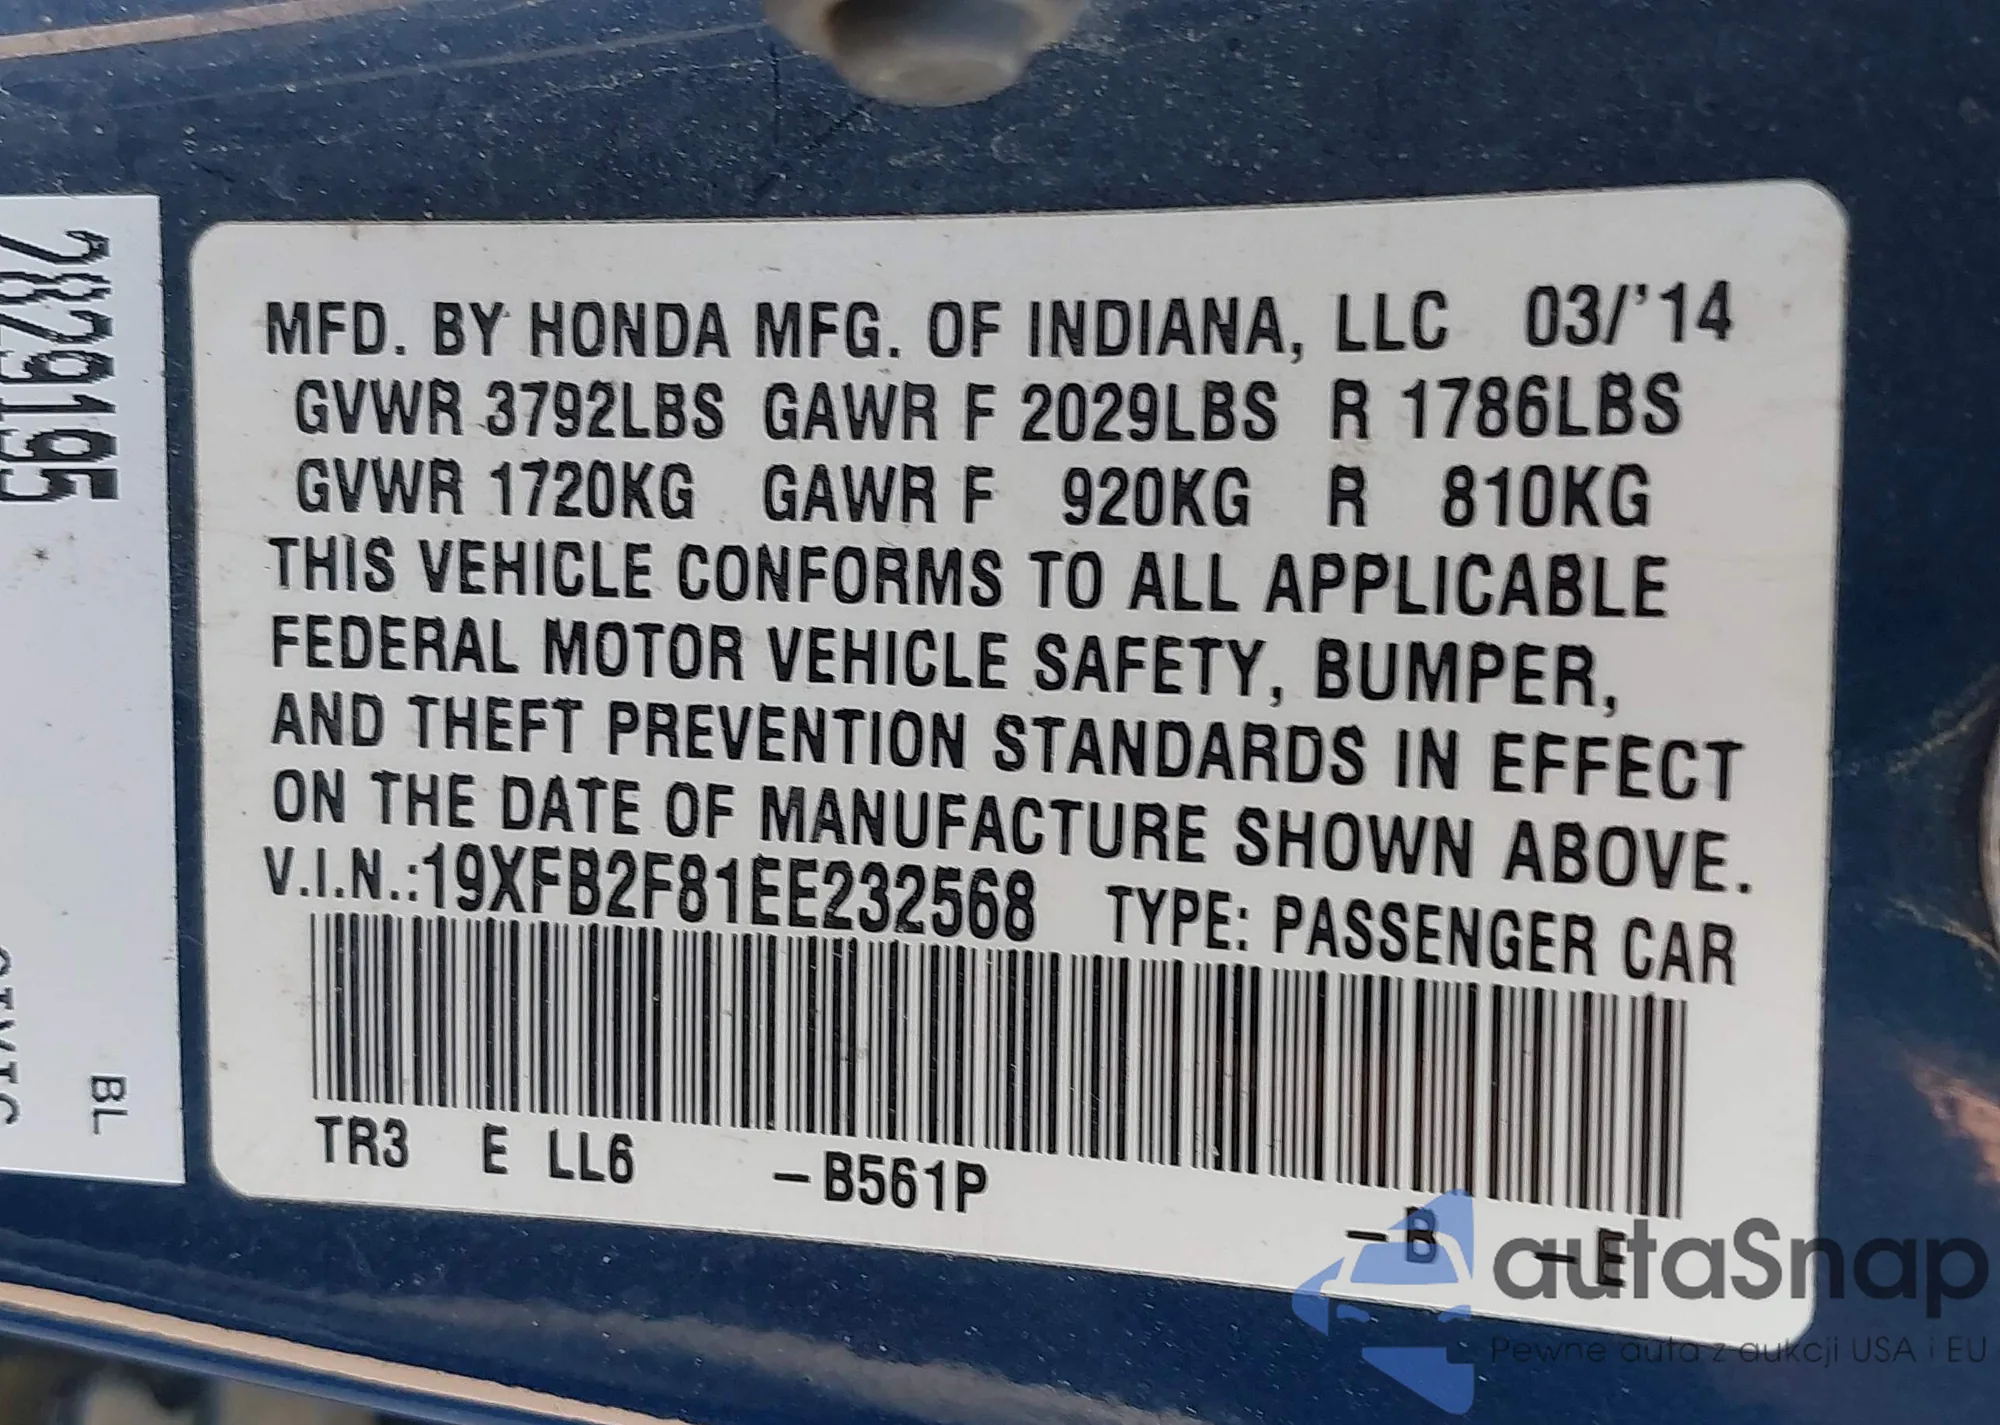 2829195
2829195
CIVIC
BL
MFD. BY HONDA MFG. OF INDIANA, LLC 03/'14
GVWR 3792LBS GAWR F 2029LBS R 1786LBS
GVWR 1720KG GAWR F 920KG R 810KG
THIS VEHICLE CONFORMS TO ALL APPLICABLE
FEDERAL MOTOR VEHICLE SAFETY, BUMPER,
AND THEFT PREVENTION STANDARDS IN EFFECT
ON THE DATE OF MANUFACTURE SHOWN ABOVE.
V.I.N.:19XFB2F81EE232568 TYPE: PASSENGER CAR
TR3 E LL6 -B561P -B -E
autaSnap
Pewne auta z aukcji USA i EU